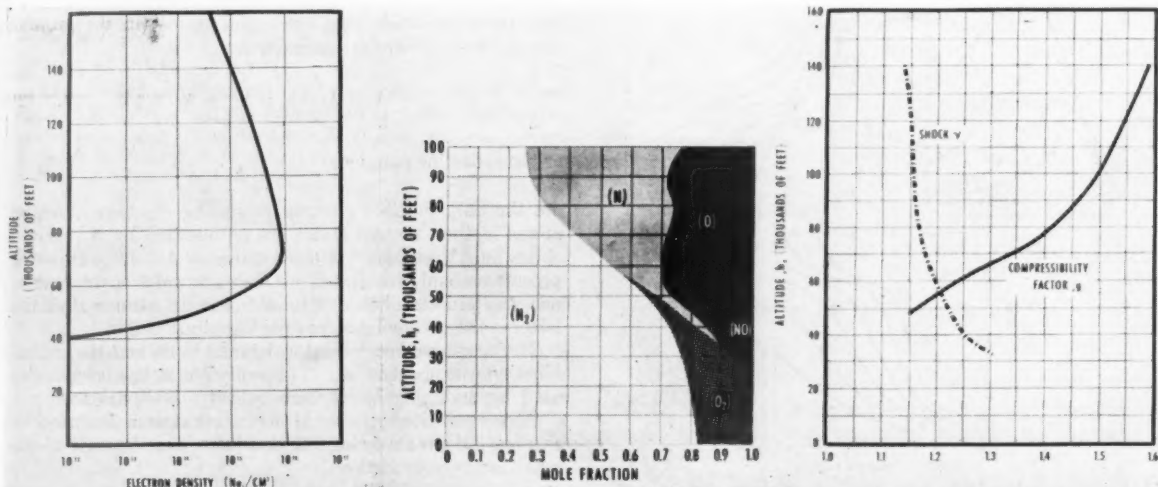 ALTITUDE
(THOUSANDS OF FEET)
140
120
100
80
60
40
20
ELECTRON DENSITY (Ne/CM³)
ALTITUDE, h, (THOUSANDS OF FEET)
100
90
80
70
60
50
40
30
20
10
0
(N₂)
(N)
(O)
(NO)
(O₂)
0 0.1 0.2 0.3 0.4 0.5 0.6 0.7 0.8 0.9 1.0
MOLE FRACTION
ALTITUDE, h, (THOUSANDS OF FEET)
160
140
120
100
80
60
40
20
0
SHOCK γ
COMPRESSIBILITY
FACTOR, g
1.0 1.1 1.2 1.3 1.4 1.5 1.6